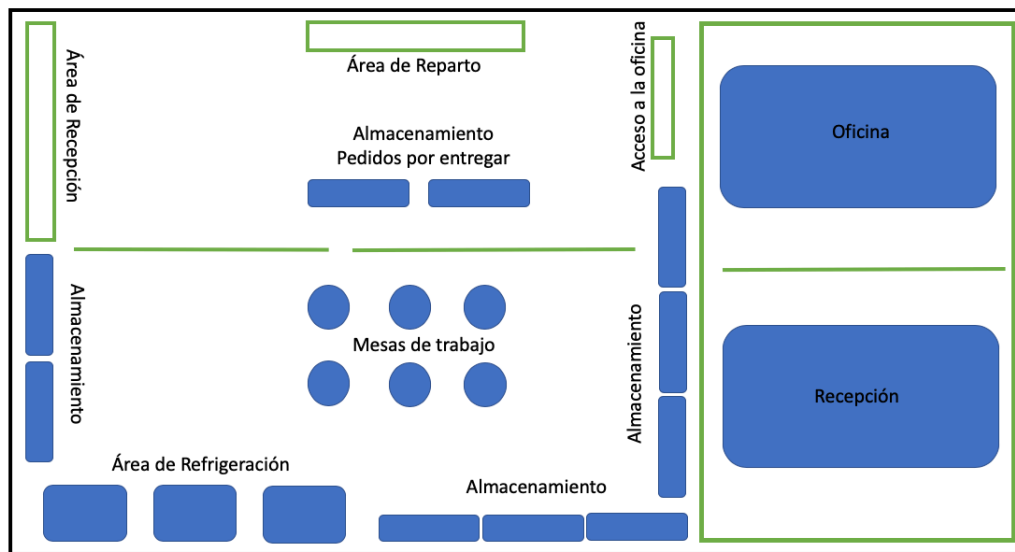 Área de Recepción
Área de Reparto
Acceso a la oficina
Oficina
Almacenamiento
Pedidos por entregar
Almacenamiento
Mesas de trabajo
Almacenamiento
Recepción
Área de Refrigeración
Almacenamiento